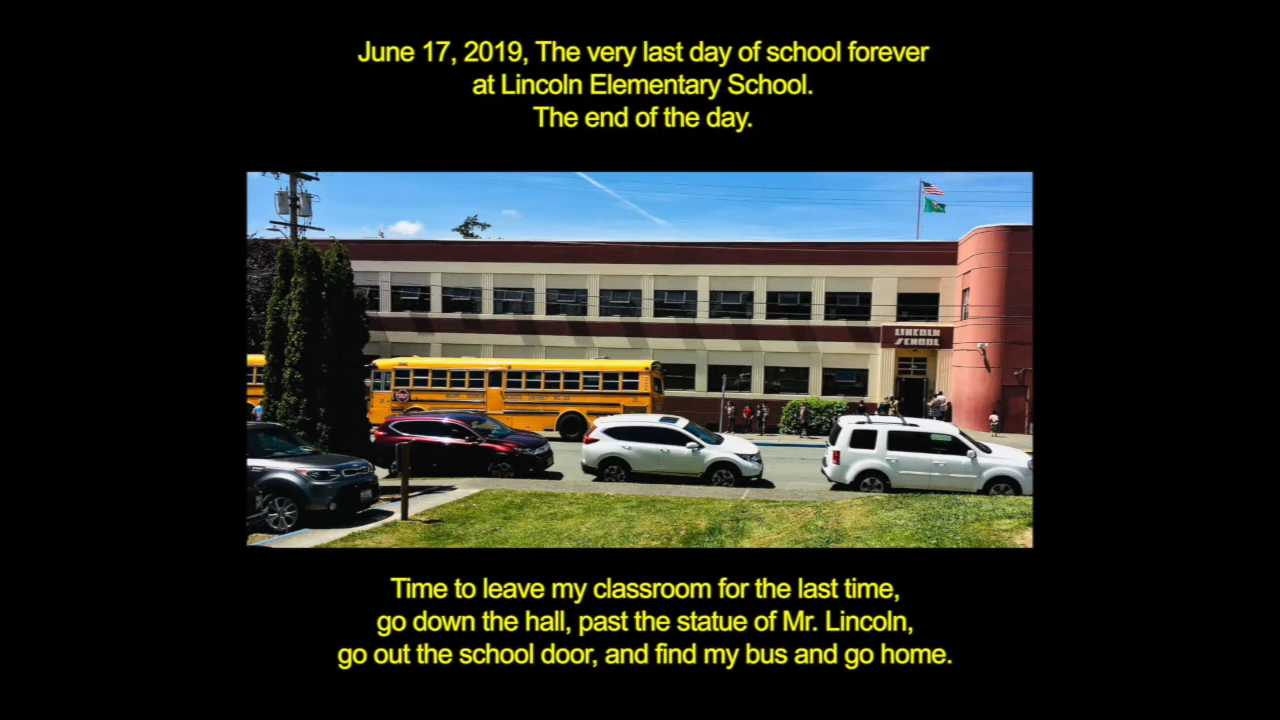 June 17, 2019, The very last day of school forever
at Lincoln Elementary School.
The end of the day.
LINCOLN
SCHOOL
Time to leave my classroom for the last time,
go down the hall, past the statue of Mr. Lincoln,
go out the school door, and find my bus and go home.